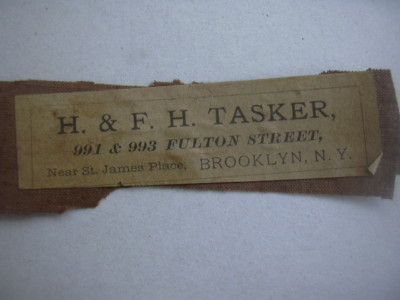 H. & F. H. TASKER,
991 & 993 FULTON STREET,
Near St. James Place, BROOKLYN, N. Y.